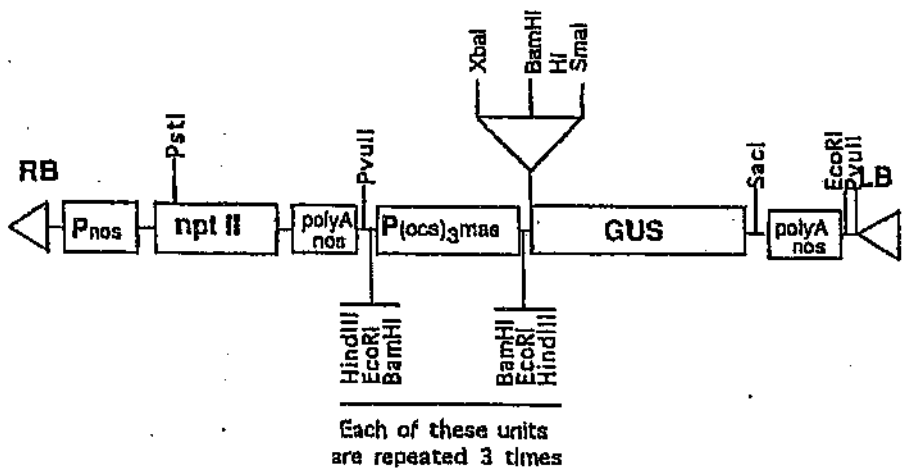 XbaI
BamHI
HI
SmaI
PstI
PvuII
SacI
EcoRI
PvuII
RB
LB
Pnos
npt II
polyA
nos
P(ocs)3mas
GUS
polyA
nos
HindIII
EcoRI
BamHI
BamHI
EcoRI
HindIII
Each of these units
are repeated 3 times